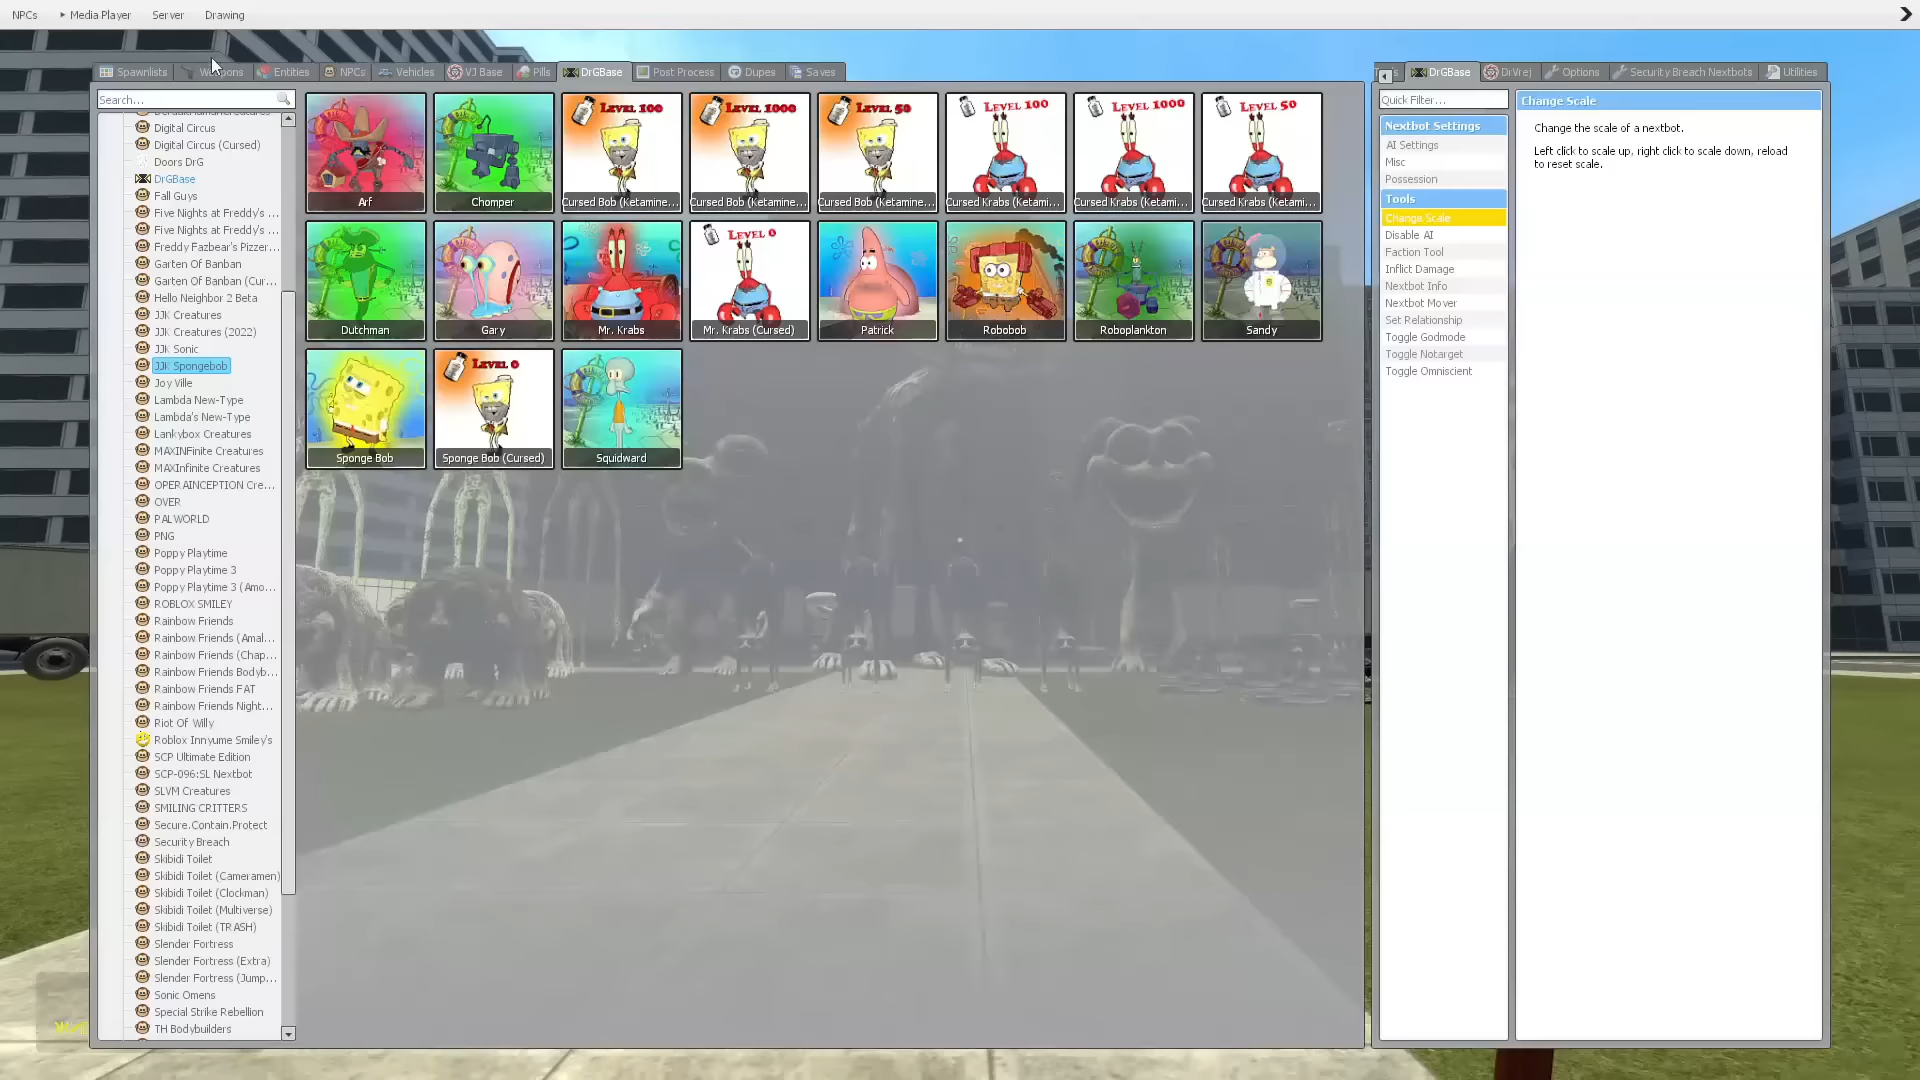 NPCs Media Player Server Drawing
Spawnlists Weapons Entities NPCs Vehicles VJ Base Pills DrGBase Post Process Dupes Saves
Search...
Digital Circus
Digital Circus (Cursed)
Doors DrG
DrGBase
Fall Guys
Five Nights at Freddy's ...
Five Nights at Freddy's ...
Freddy Fazbear's Pizzer...
Garten Of Banban
Garten Of Banban (Cur...
Hello Neighbor 2 Beta
JJK Creatures
JJK Creatures (2022)
JJK Sonic
JJK Spongebob
Joy Ville
Lambda New-Type
Lambda's New-Type
Lankybox Creatures
MAXINFinite Creatures
MAXInfinite Creatures
OPERAINCEPTION Cre...
OVER
PALWORLD
PNG
Poppy Playtime
Poppy Playtime 3
Poppy Playtime 3 (Amo...
ROBLOX SMILEY
Rainbow Friends
Rainbow Friends (Amal...
Rainbow Friends (Chap...
Rainbow Friends Bodyb...
Rainbow Friends FAT
Rainbow Friends Night...
Riot Of Willy
Roblox Innyume Smiley's
SCP Ultimate Edition
SCP-096:SL Nextbot
SLVM Creatures
SMILING CRITTERS
Secure.Contain.Protect
Security Breach
Skibidi Toilet
Skibidi Toilet (Cameramen)
Skibidi Toilet (Clockman)
Skibidi Toilet (Multiverse)
Skibidi Toilet (TRASH)
Slender Fortress
Slender Fortress (Extra)
Slender Fortress (Jump...
Sonic Omens
Special Strike Rebellion
TH Bodybuilders
LEVEL 100 LEVEL 1000 LEVEL 50 LEVEL 100 LEVEL 1000 LEVEL 50
Arf Chomper Cursed Bob (Ketamine... Cursed Bob (Ketamine... Cursed Bob (Ketamine... Cursed Krabs (Ketami... Cursed Krabs (Ketami... Cursed Krabs (Ketami...
LEVEL 0
Dutchman Gary Mr. Krabs Mr. Krabs (Cursed) Patrick Robobob Roboplankton Sandy
LEVEL 0
Sponge Bob Sponge Bob (Cursed) Squidward
DrGBase DrVrej Options Security Breach Nextbots Utilities
Quick Filter...
Nextbot Settings
AI Settings
Misc
Possession
Tools
Change Scale
Disable AI
Faction Tool
Inflict Damage
Nextbot Info
Nextbot Mover
Set Relationship
Toggle Godmode
Toggle Notarget
Toggle Omniscient
Change Scale
Change the scale of a nextbot.
Left click to scale up, right click to scale down, reload
to reset scale.